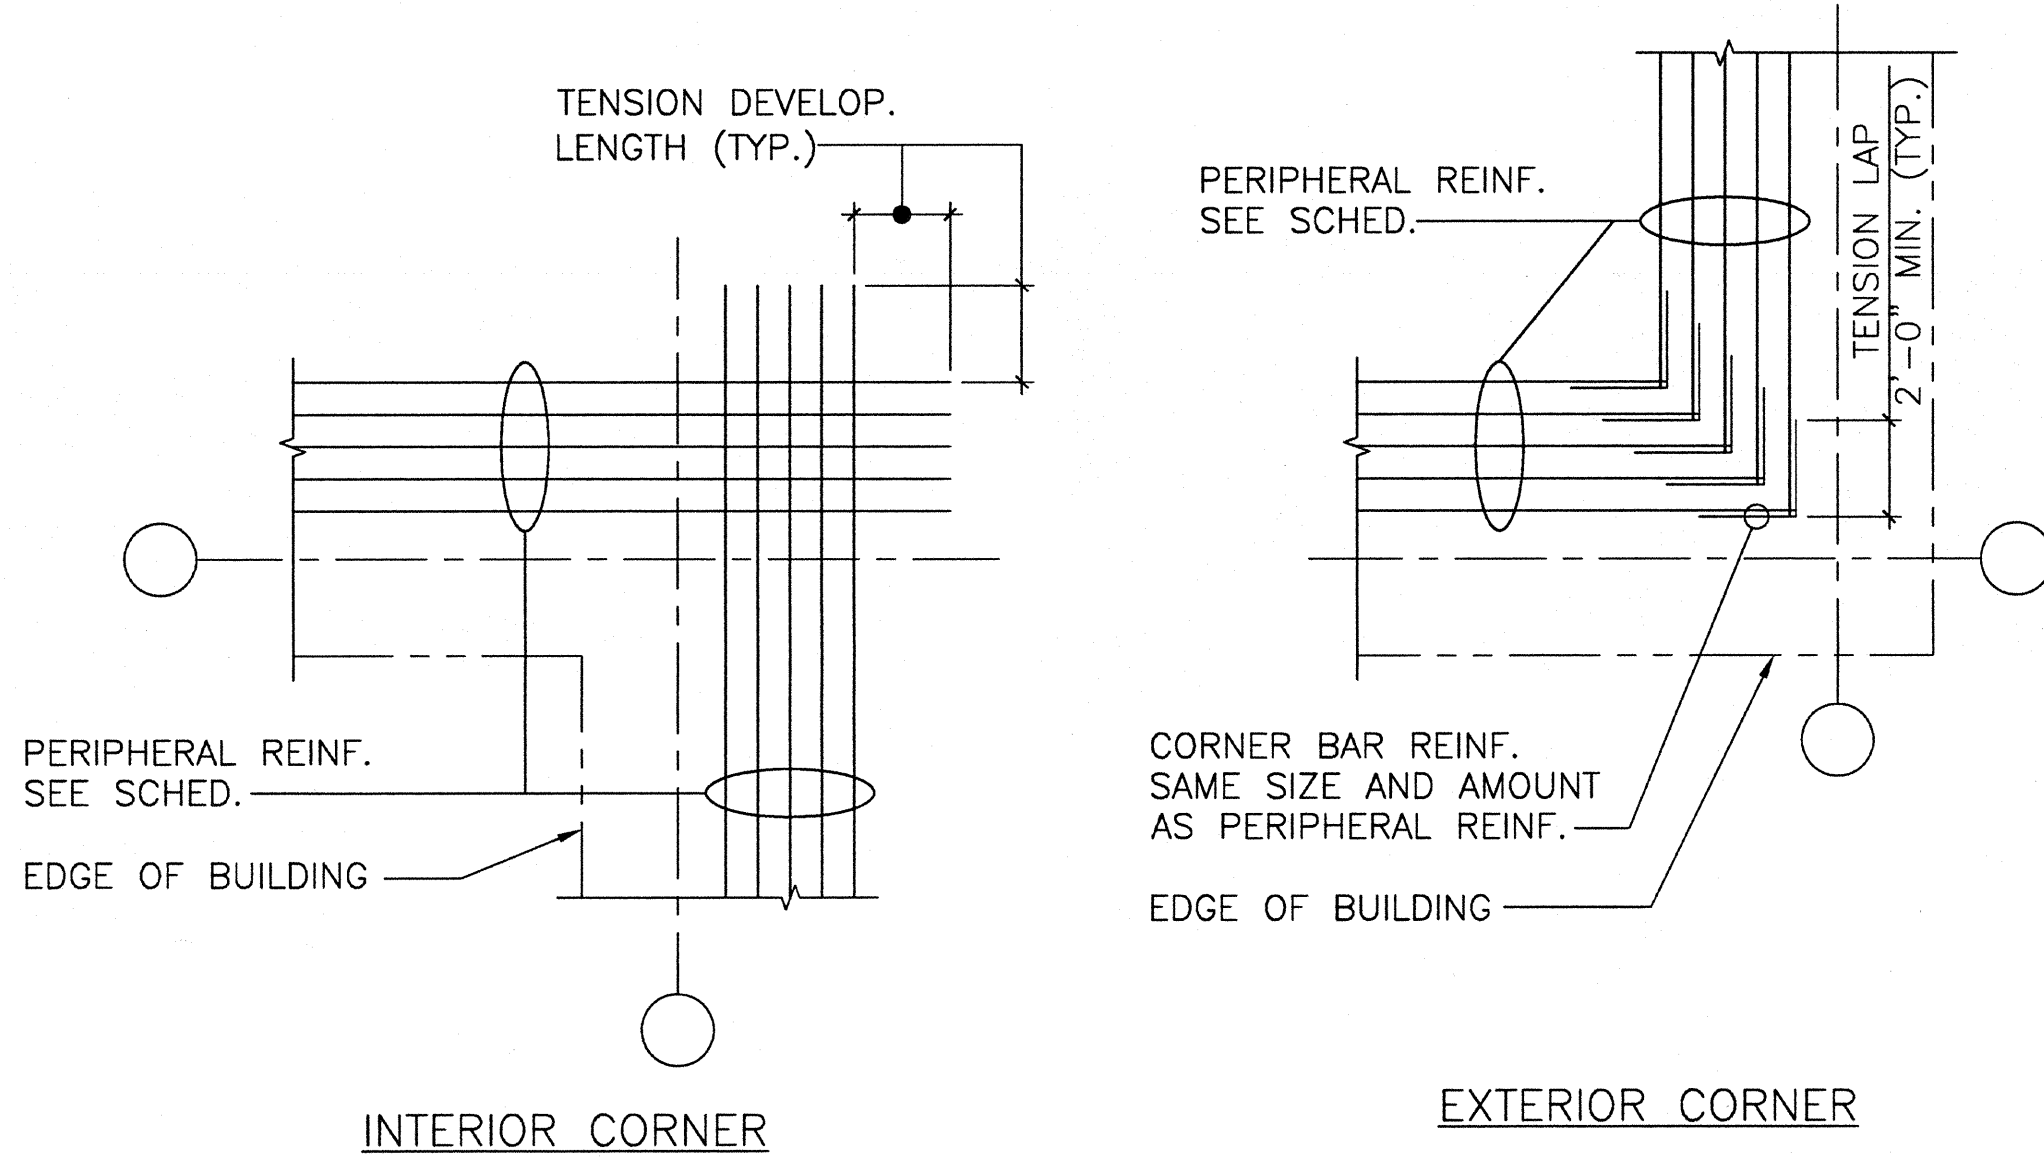 TENSION DEVELOP.
LENGTH (TYP.)
PERIPHERAL REINF.
SEE SCHED.
EDGE OF BUILDING
INTERIOR CORNER
PERIPHERAL REINF.
SEE SCHED.
TENSION LAP
2'-0" MIN. (TYP.)
CORNER BAR REINF.
SAME SIZE AND AMOUNT
AS PERIPHERAL REINF.
EDGE OF BUILDING
EXTERIOR CORNER